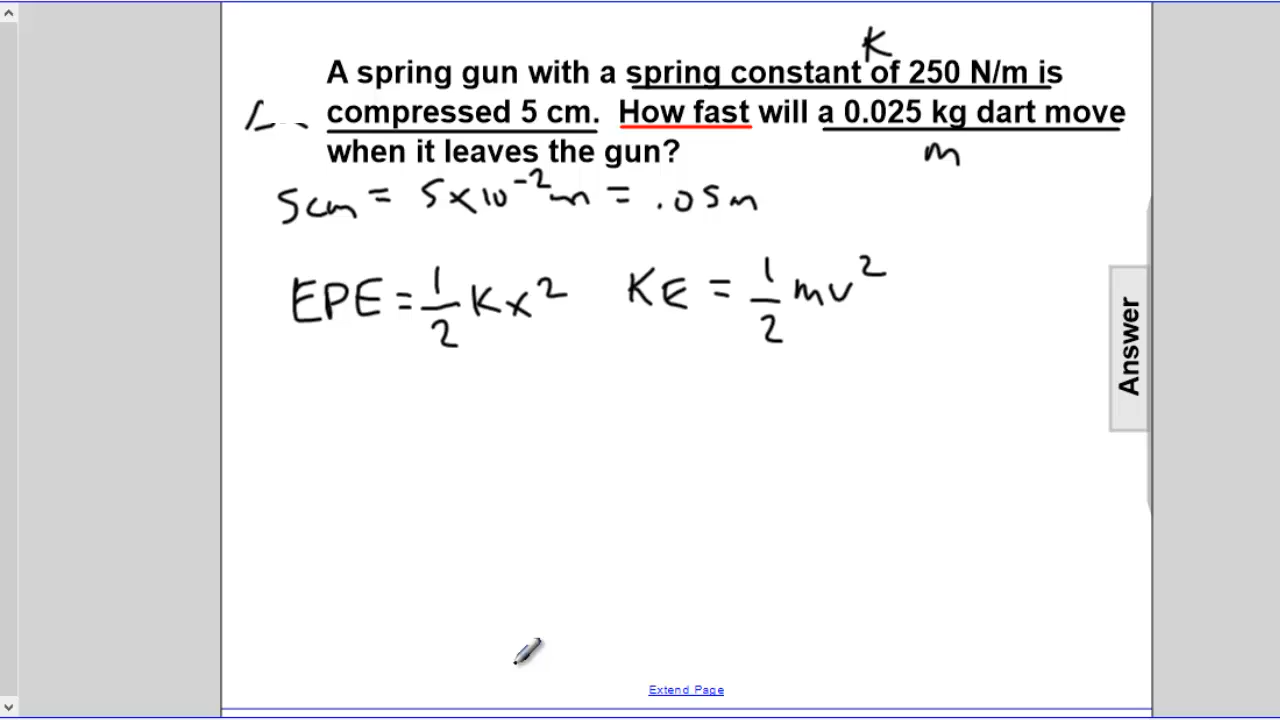 K
A spring gun with a spring constant of 250 N/m is
compressed 5 cm. How fast will a 0.025 kg dart move
when it leaves the gun?
m
5cm = 5x10⁻²m = .05m
EPE = 1/2 Kx² KE = 1/2 mv²
Answer
Extend Page